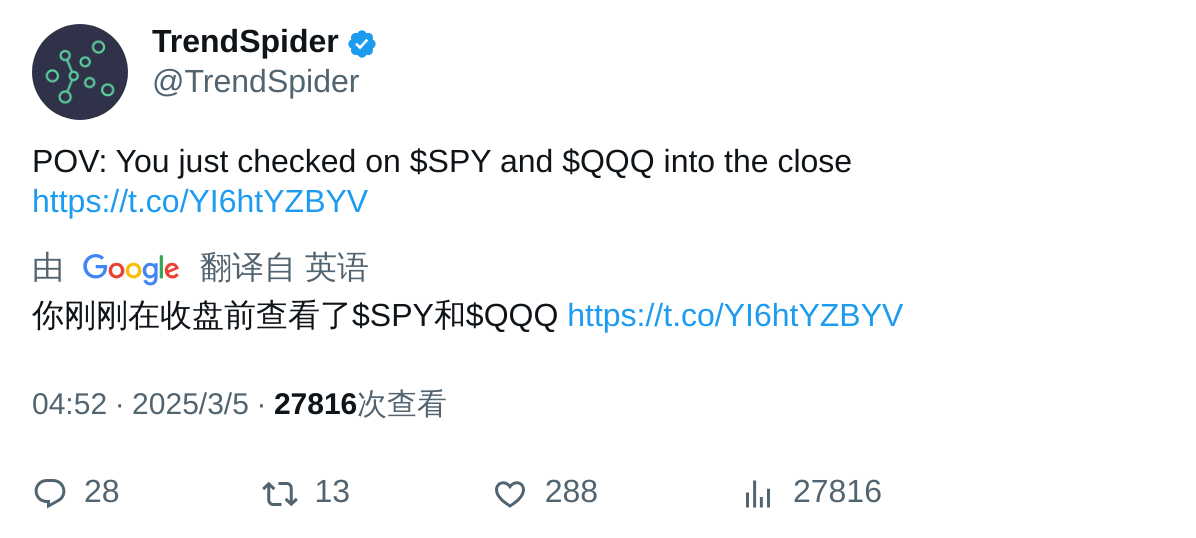 TrendSpider
@TrendSpider
POV: You just checked on $SPY and $QQQ into the close
https://t.co/YI6htYZBYV
由 Google 翻译自 英语
你刚刚在收盘前查看了$SPY和$QQQ https://t.co/YI6htYZBYV
04:52 · 2025/3/5 · 27816次查看
28 13 288 27816